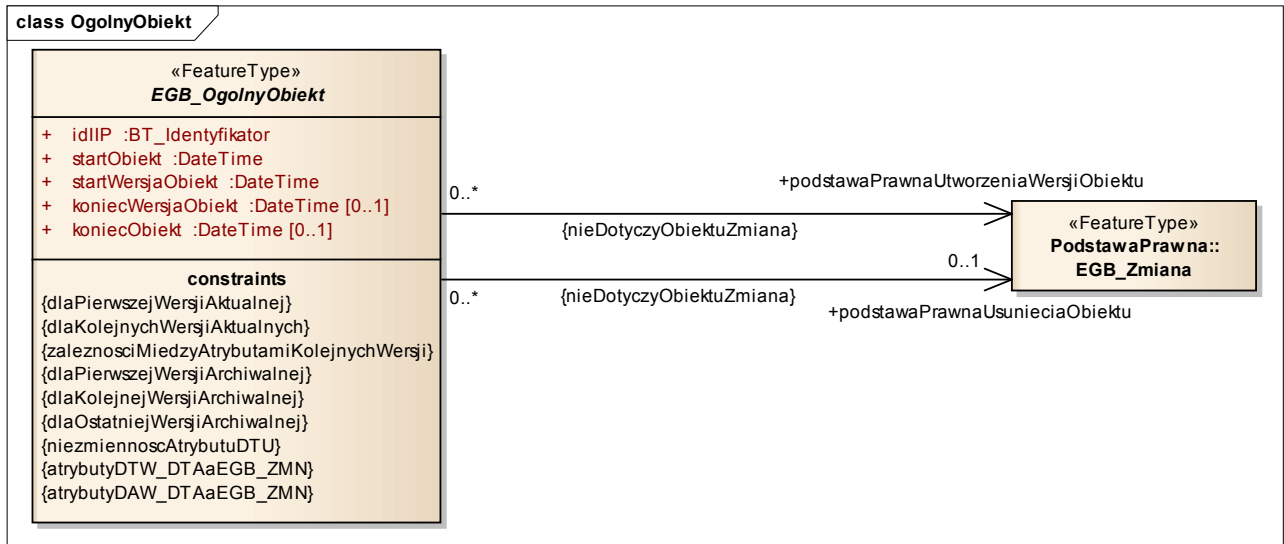 class OgolnyObiekt
«FeatureType»
EGB_OgolnyObiekt
+ idIIP :BT_Identyfikator
+ startObiekt :DateTime
+ startWersjaObiekt :DateTime
+ koniecWersjaObiekt :DateTime [0..1]
+ koniecObiekt :DateTime [0..1]
constraints
{dlaPierwszejWersjiAktualnej}
{dlaKolejnychWersjiAktualnych}
{zaleznosciMiedzyAtrybutamiKolejnychWersji}
{dlaPierwszejWersjiArchiwalnej}
{dlaKolejnejWersjiArchiwalnej}
{dlaOstatniejWersjiArchiwalnej}
{niezmiennoscAtrybutuDTU}
{atrybutyDTW_DTAaEGB_ZMN}
{atrybutyDAW_DTAaEGB_ZMN}
0..*
+podstawaPrawnaUtworzeniaWersjiObiektu
{nieDotyczyObiektuZmiana}
0..1
0..*
{nieDotyczyObiektuZmiana}
+podstawaPrawnaUsunieciaObiektu
«FeatureType»
PodstawaPrawna::
EGB_Zmiana